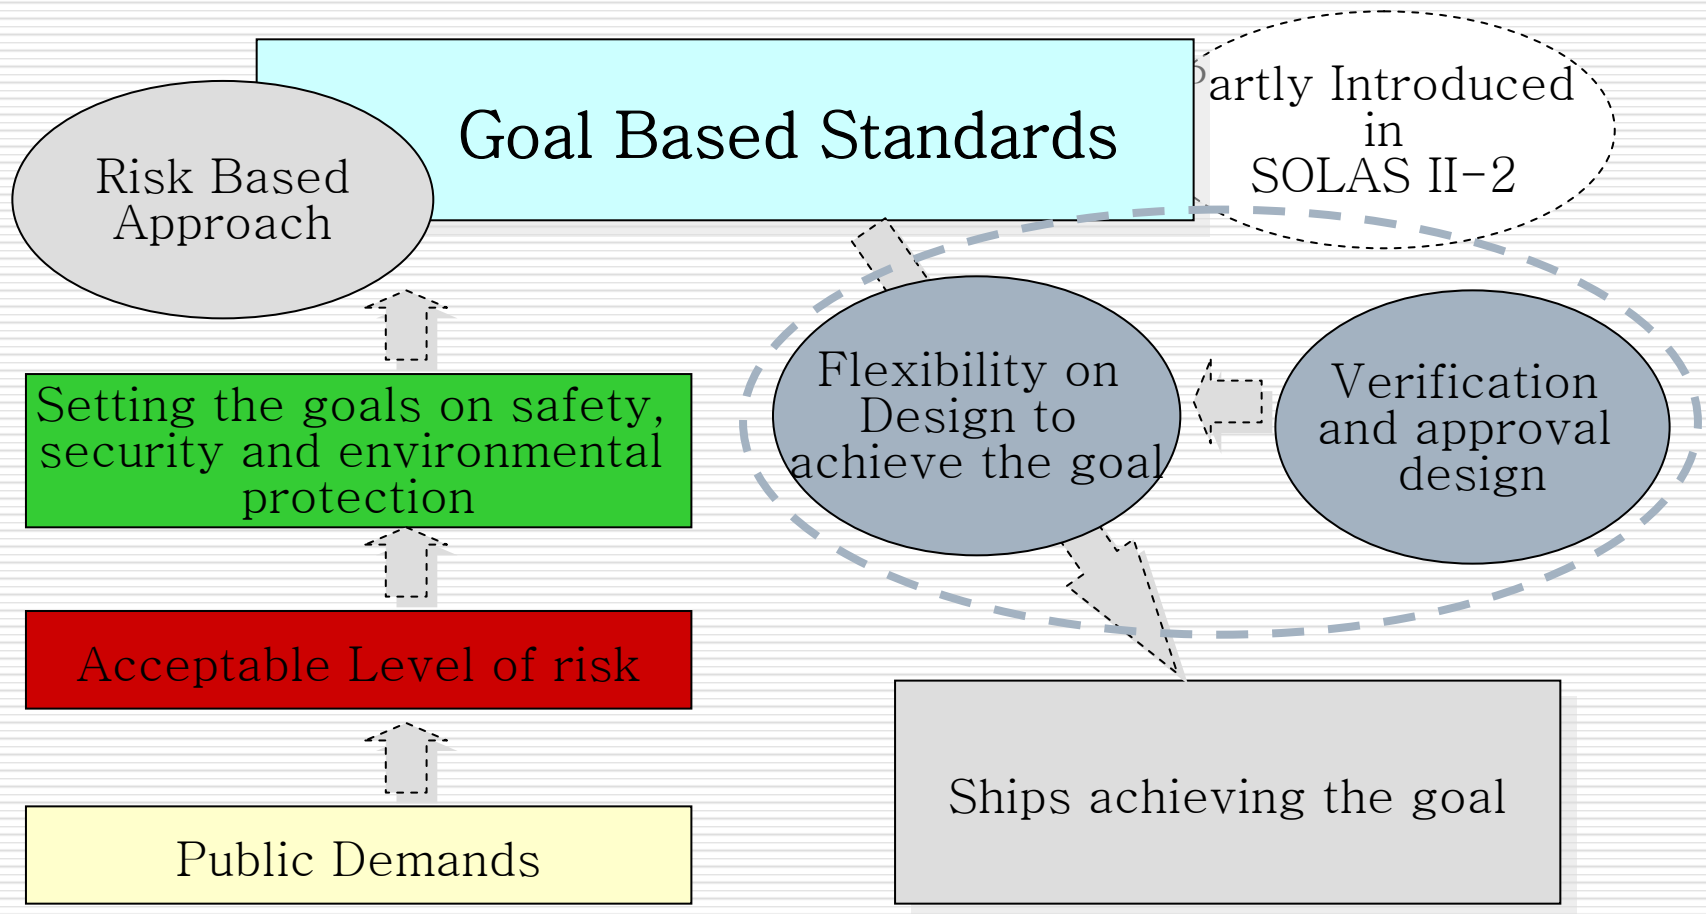 Goal Based Standards
Partly Introduced
in
SOLAS II-2
Risk Based
Approach
Flexibility on
Design to
achieve the goal
Verification
and approval
design
Setting the goals on safety,
security and environmental
protection
Acceptable Level of risk
Public Demands
Ships achieving the goal